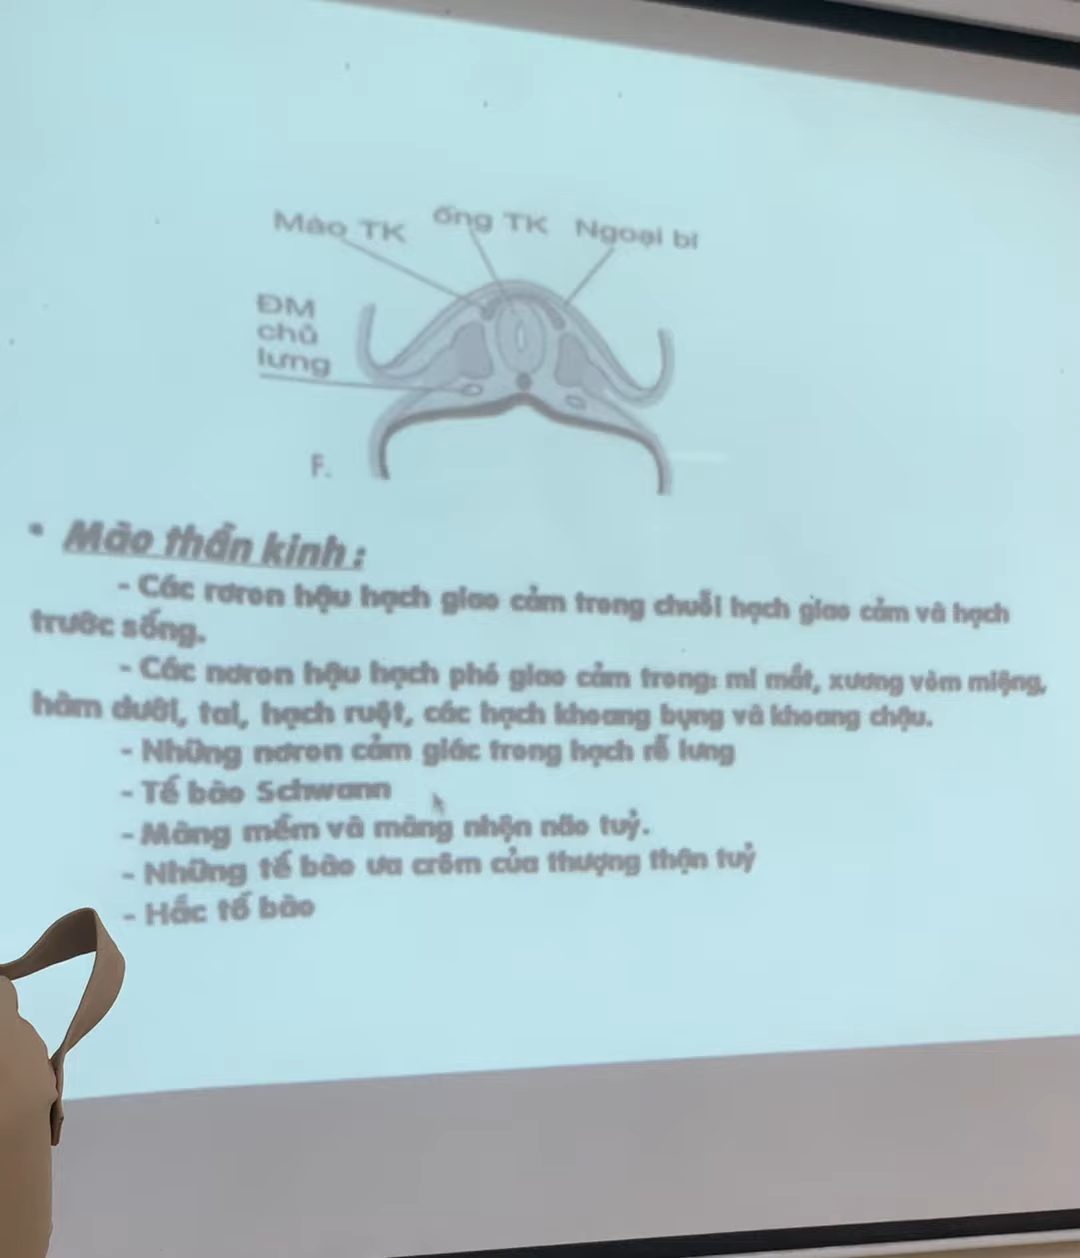 Mào TK
ống TK
Ngoại bì
ĐM
chủ
lưng
F.
• Mào thần kinh :
- Các rơron hậu hạch giao cảm trong chuỗi hạch giao cảm và hạch
trước sống.
- Các nơron hậu hạch phó giao cảm trong: mi mắt, xương vòm miệng,
hàm dưới, tai, hạch ruột, các hạch khoang bụng và khoang chậu.
- Những nơron cảm giác trong hạch rễ lưng
- Tế bào Schwann
- Màng mềm và màng nhện não tuỷ.
- Những tế bào ưa crôm của thượng thận tuỷ
- Hắc tố bào